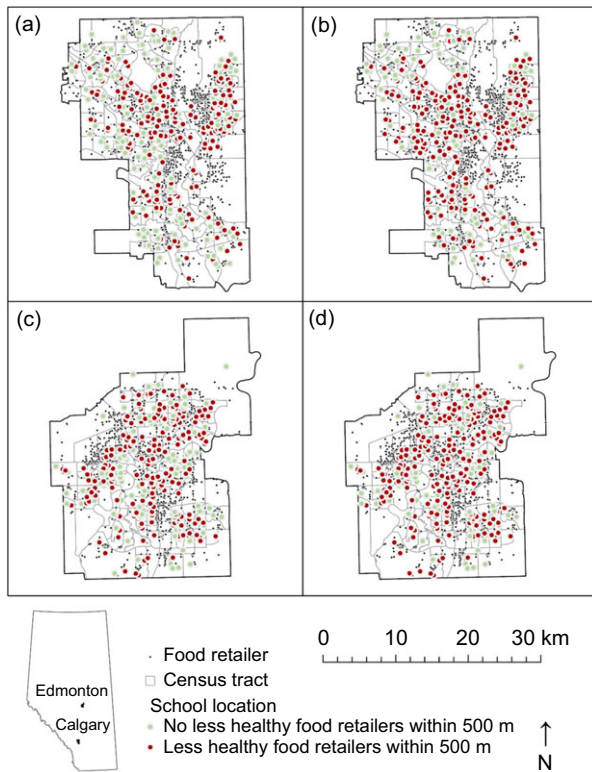 (a)
(b)
(c)
(d)
0 10 20 30 km
Food retailer
Census tract
School location
No less healthy food retailers within 500 m
Less healthy food retailers within 500 m
Edmonton
Calgary
N